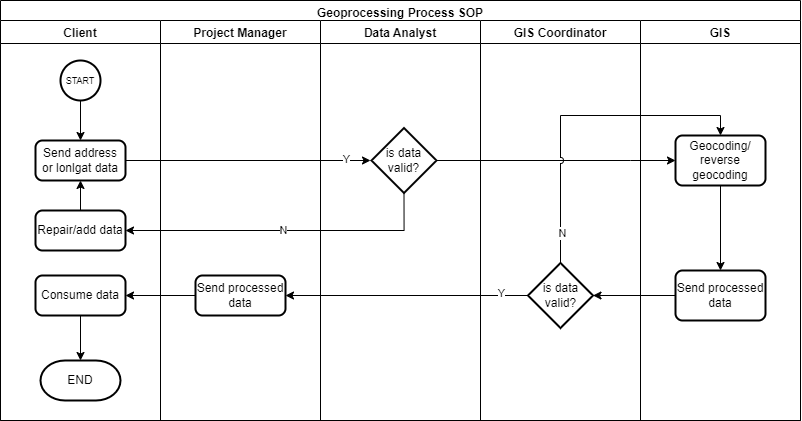 Geoprocessing Process SOP
Client
Project Manager
Data Analyst
GIS Coordinator
GIS
START
Send address
or lonlgat data
Y
is data
valid?
Geocoding/
reverse
geocoding
Repair/add data
N
N
Consume data
Send processed
data
Y
is data
valid?
Send processed
data
END